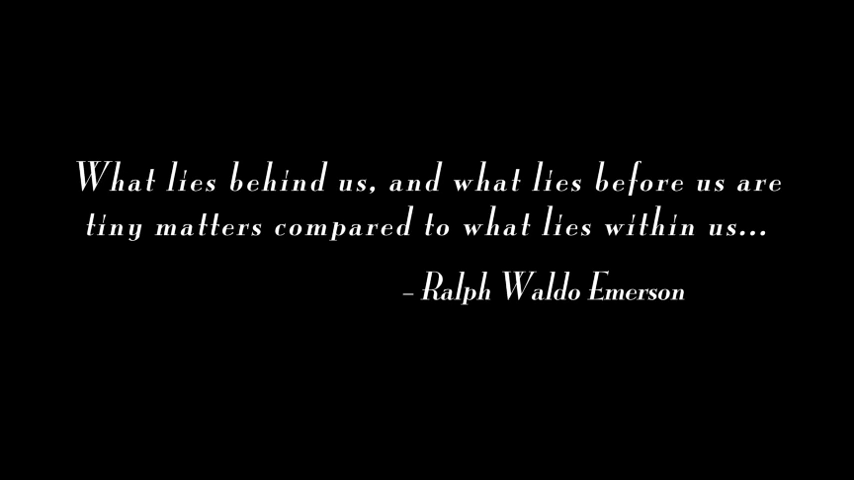 What lies behind us, and what lies before us are
tiny matters compared to what lies within us...
– Ralph Waldo Emerson